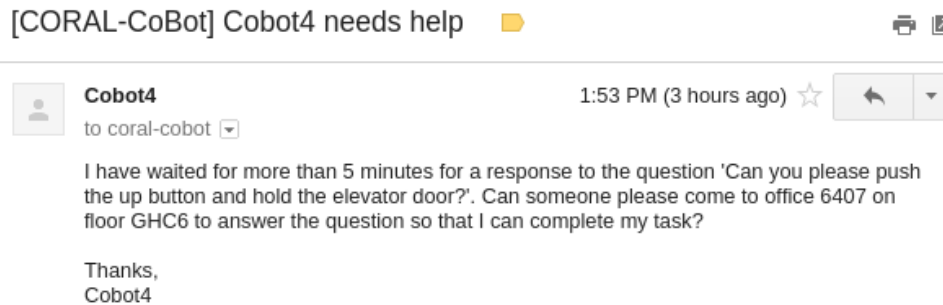 [CORAL-CoBot] Cobot4 needs help
Cobot4 1:53 PM (3 hours ago)
to coral-cobot
I have waited for more than 5 minutes for a response to the question 'Can you please push
the up button and hold the elevator door?'. Can someone please come to office 6407 on
floor GHC6 to answer the question so that I can complete my task?
Thanks,
Cobot4